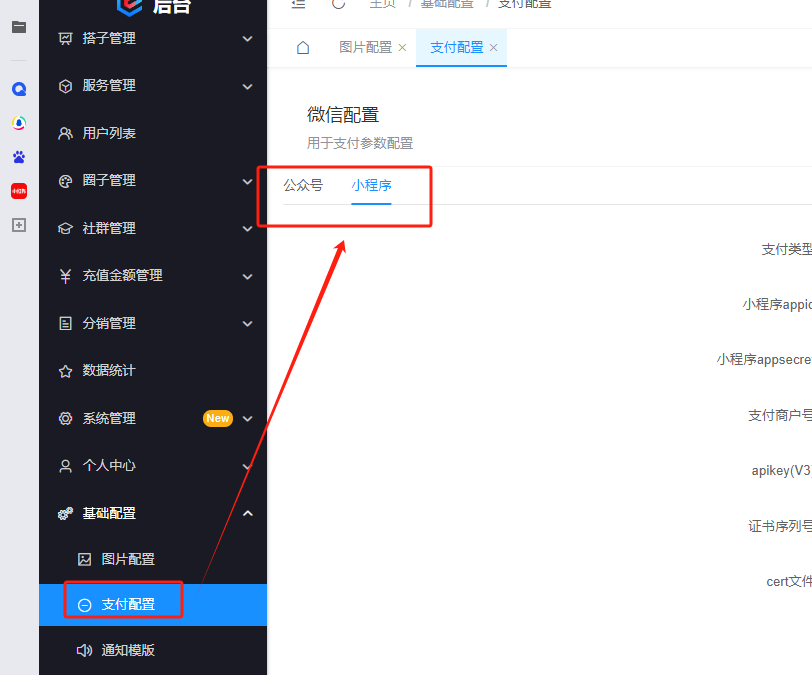 后台
主页 / 基础配置 / 支付配置
搭子管理
服务管理
用户列表
圈子管理
社群管理
充值金额管理
分销管理
数据统计
系统管理 New
个人中心
基础配置
图片配置
支付配置
通知模版
图片配置 × 支付配置 ×
微信配置
用于支付参数配置
公众号 小程序
支付类型
小程序appid
小程序appsecre
支付商户号
apikey(V3)
证书序列号
cert文件